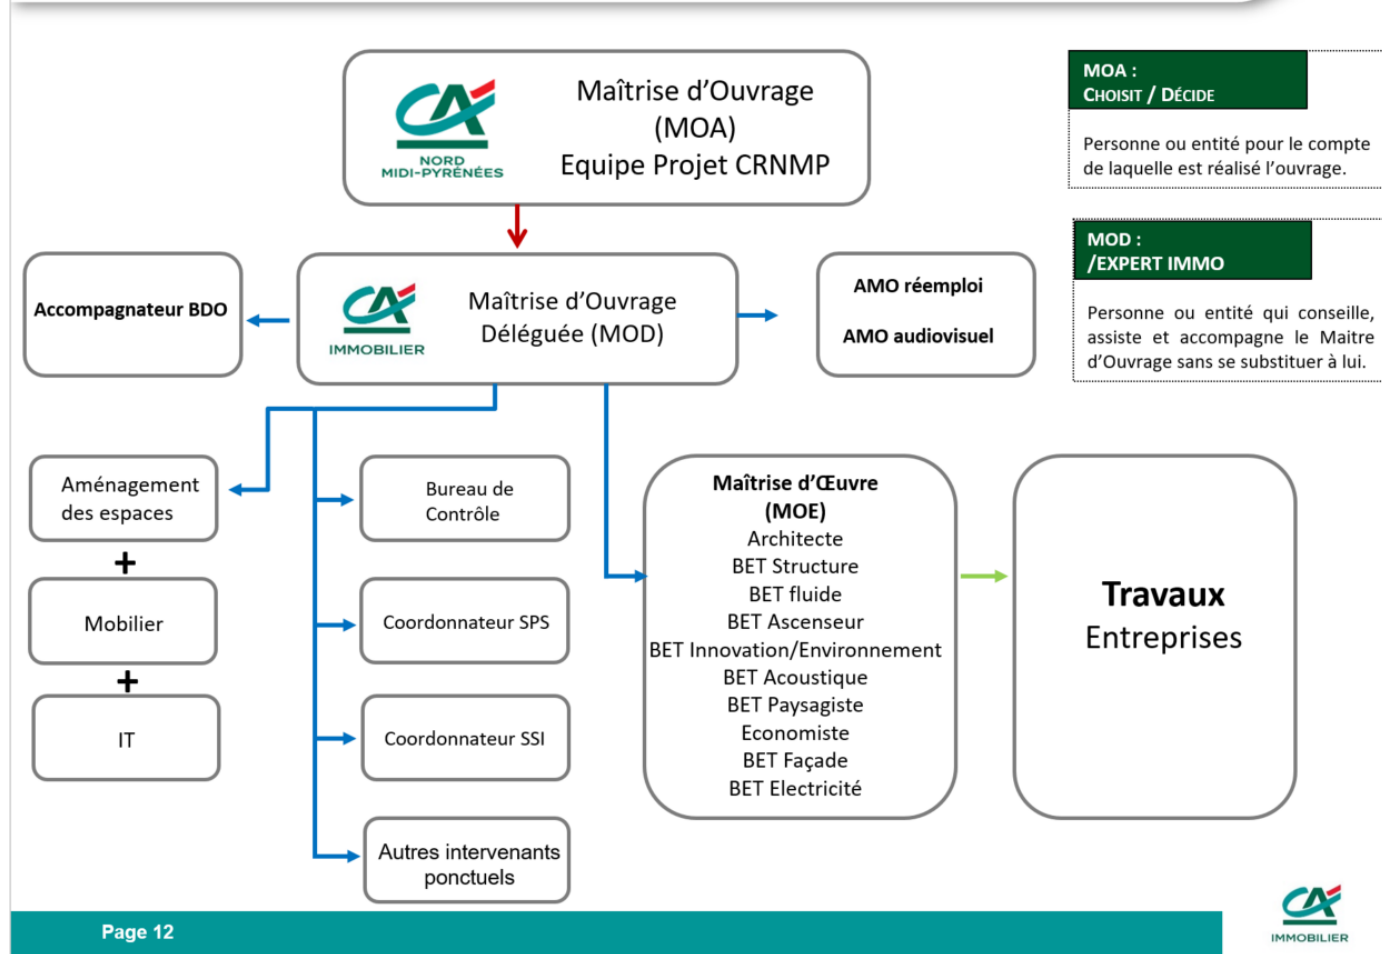 Maîtrise d’Ouvrage
(MOA)
Equipe Projet CRNMP
CA
NORD
MIDI-PYRÉNÉES
MOA :
CHOISIT / DÉCIDE
Personne ou entité pour le compte
de laquelle est réalisé l’ouvrage.
MOD :
/EXPERT IMMO
Personne ou entité qui conseille,
assiste et accompagne le Maitre
d’Ouvrage sans se substituer à lui.
Accompagnateur BDO
CA
IMMOBILIER
Maîtrise d’Ouvrage
Déléguée (MOD)
AMO réemploi
AMO audiovisuel
Aménagement
des espaces
+
Mobilier
+
IT
Bureau de
Contrôle
Coordonnateur SPS
Coordonnateur SSI
Autres intervenants
ponctuels
Maîtrise d’Œuvre
(MOE)
Architecte
BET Structure
BET fluide
BET Ascenseur
BET Innovation/Environnement
BET Acoustique
BET Paysagiste
Economiste
BET Façade
BET Electricité
Travaux
Entreprises
Page 12
CA
IMMOBILIER